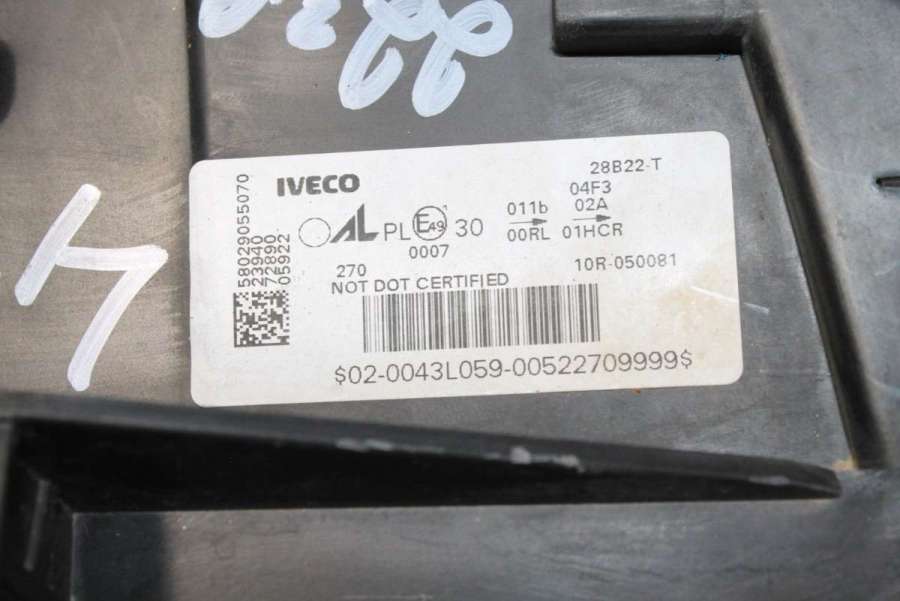 IVECO
28B22-T
04F3
AL PL E49 30
011b 02A
00RL 01HCR
0007
270
10R-050081
NOT DOT CERTIFIED
$02-0043L059-00522709999$
58029055070
23940
72890
05922